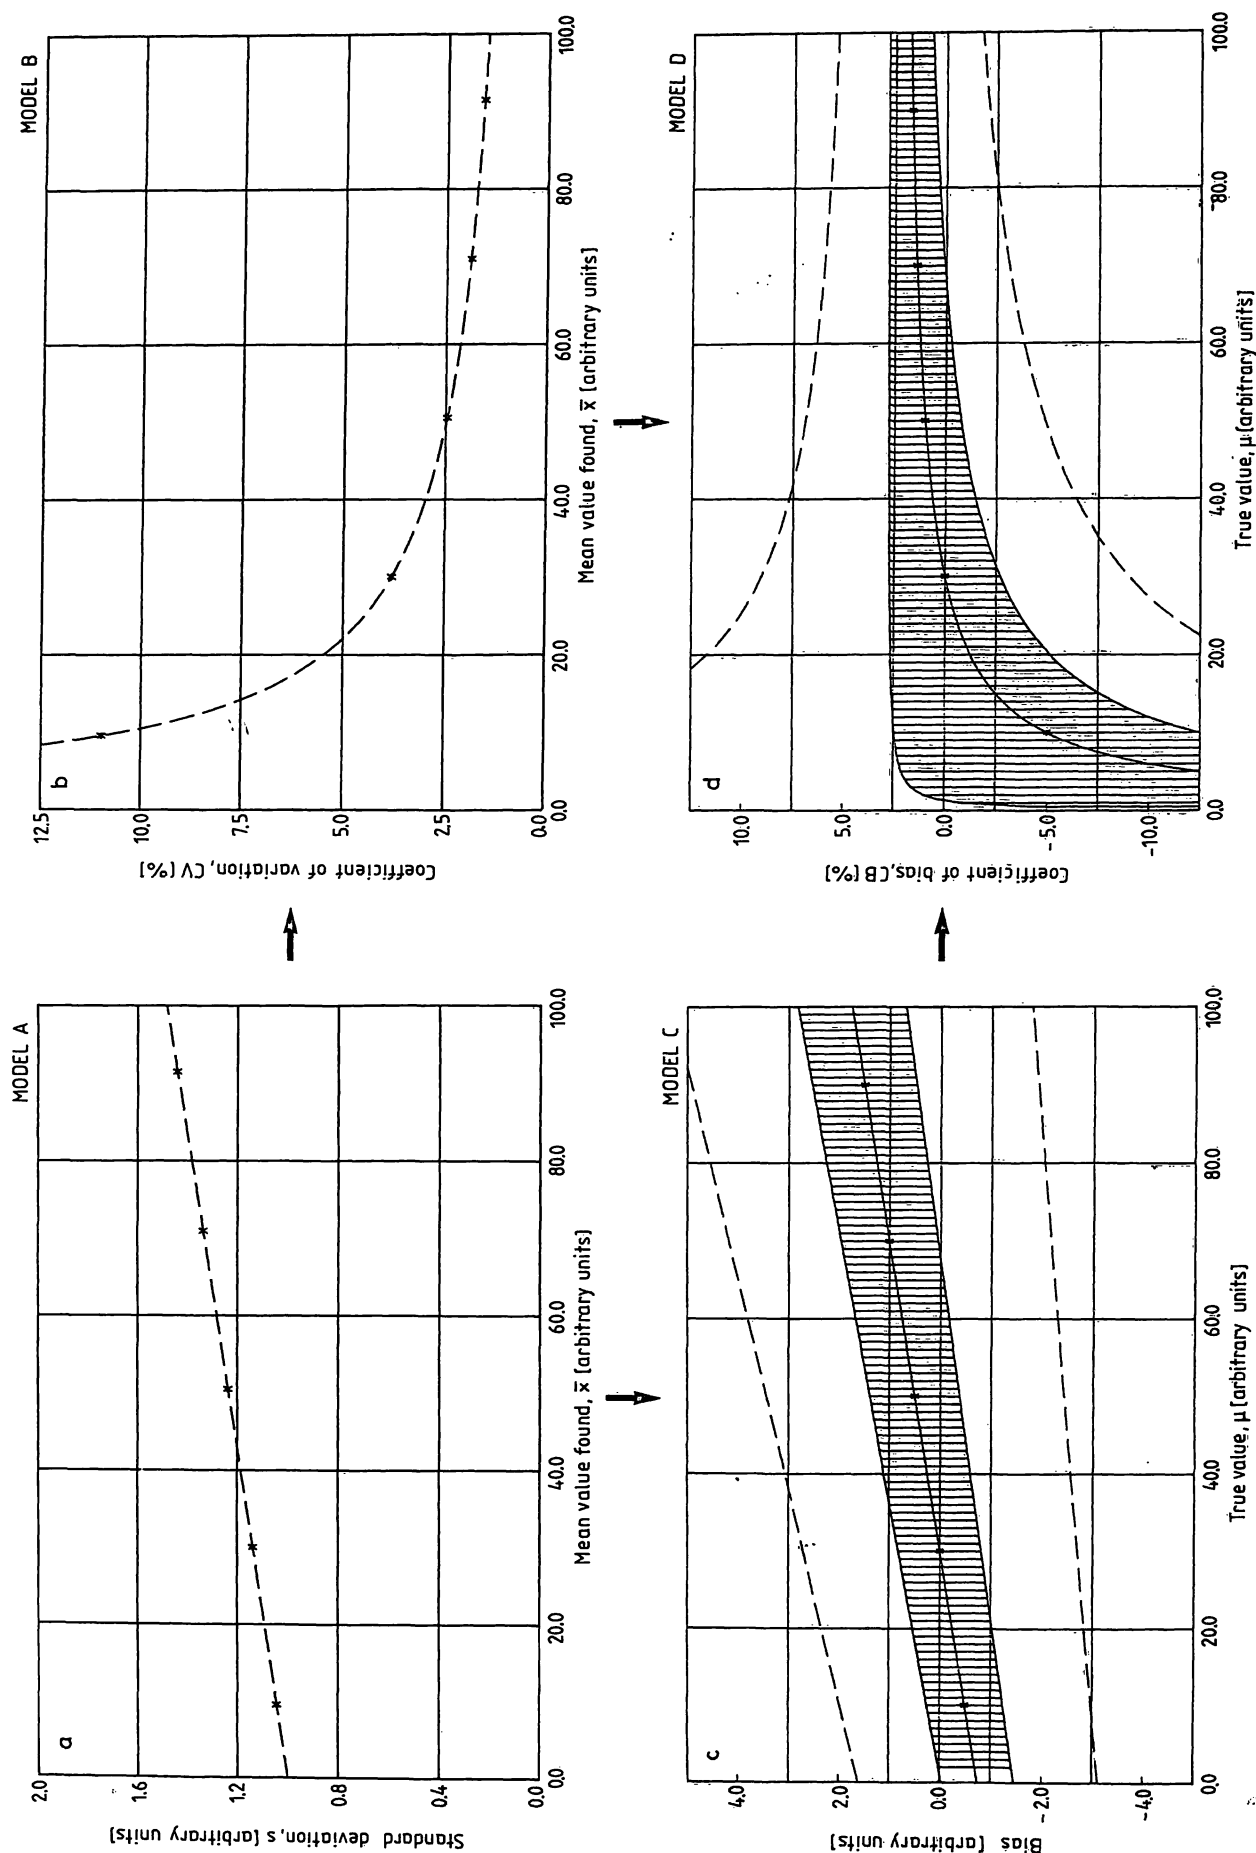 MODEL A
a
2.0
1.6
1.2
0.8
0.4
0.0
Standard deviation, s [arbitrary units]
0.0 20.0 40.0 60.0 80.0 100.0
Mean value found, x̅ [arbitrary units]
MODEL B
b
12.5
10.0
7.5
5.0
2.5
0.0
Coefficient of variation, CV [%]
0.0 20.0 40.0 60.0 80.0 100.0
Mean value found, x̅ [arbitrary units]
MODEL C
c
4.0
2.0
0.0
-2.0
-4.0
Bias [arbitrary units]
0.0 20.0 40.0 60.0 80.0 100.0
True value, μ [arbitrary units]
MODEL D
d
10.0
5.0
0.0
-5.0
-10.0
Coefficient of bias, CB [%]
0.0 20.0 40.0 60.0 80.0 100.0
True value, μ [arbitrary units]